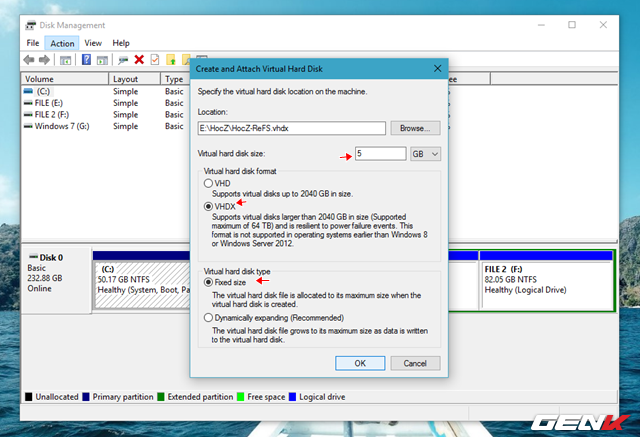 Disk Management
File Action View Help
Volume Layout Type
(C:) Simple Basic
FILE (E:) Simple Basic
FILE 2 (F:) Simple Basic
Windows 7 (G:) Simple Basic
Create and Attach Virtual Hard Disk
Specify the virtual hard disk location on the machine.
Location:
E:\HocZ\HocZ-ReFS.vhdx Browse...
Virtual hard disk size: 5 GB
Virtual hard disk format
VHD
Supports virtual disks up to 2040 GB in size.
VHDX
Supports virtual disks larger than 2040 GB in size (Supported
maximum of 64 TB) and is resilient to power failure events. This
format is not supported in operating systems earlier than Windows 8
or Windows Server 2012.
Virtual hard disk type
Fixed size
The virtual hard disk file is allocated to its maximum size when the
virtual hard disk is created.
Dynamically expanding (Recommended)
The virtual hard disk file grows to its maximum size as data is written
to the virtual hard disk.
OK Cancel
Disk 0
Basic
232.88 GB
Online
(C:)
50.17 GB NTFS
Healthy (System, Boot, Pa
FILE 2 (F:)
82.05 GB NTFS
Healthy (Logical Drive)
Unallocated Primary partition Extended partition Free space Logical drive
GENK